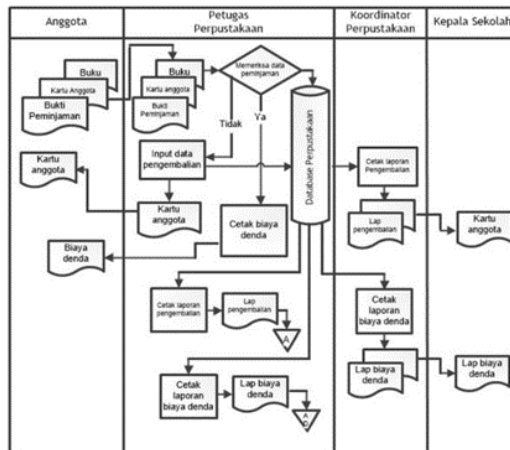 Anggota
Petugas
Perpustakaan
Koordinator
Perpustakaan
Kepala Sekolah
Buku
Kartu Anggota
Bukti
Peminjaman
Buku
Kartu anggota
Bukti
Peminjaman
Memeriksa data
peminjaman
Tidak
Ya
Database Perpustakaan
Kartu
anggota
Input data
pengembalian
Kartu
anggota
Cetak biaya
denda
Biaya
denda
Cetak laporan
Pengembalian
Lap
pengembalian
Kartu
anggota
Cetak laporan
pengembalian
Lap
pengembalian
A
Cetak
laporan
biaya denda
Lap biaya
denda
Lap biaya
denda
Cetak
laporan
biaya denda
Lap biaya
denda
A